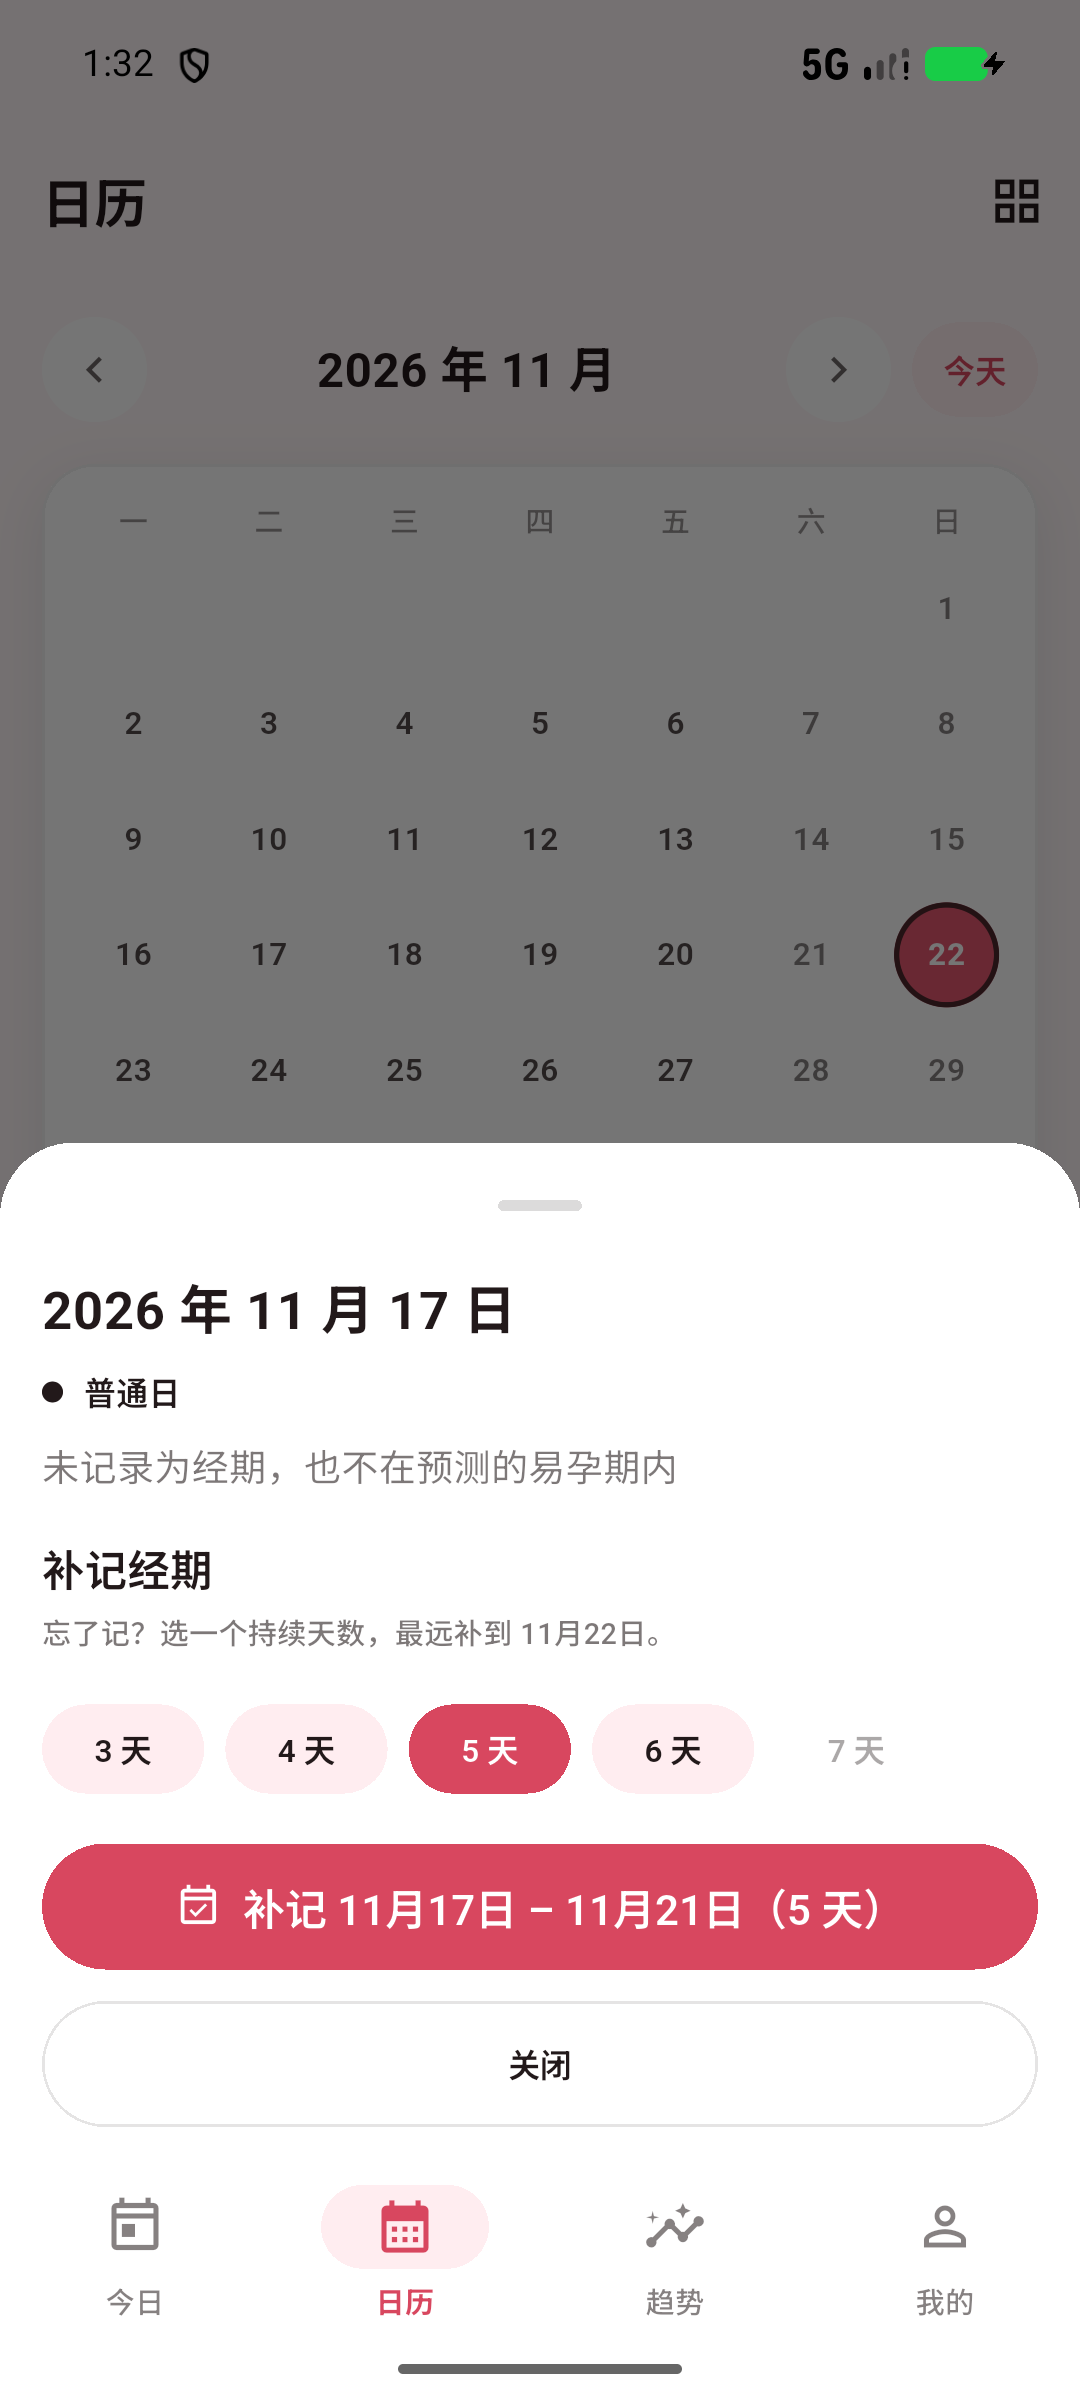 1:32
5G
日历
2026 年 11 月
今天
一 二 三 四 五 六 日
1
2 3 4 5 6 7 8
9 10 11 12 13 14 15
16 17 18 19 20 21 22
23 24 25 26 27 28 29
2026 年 11 月 17 日
普通日
未记录为经期，也不在预测的易孕期内
补记经期
忘了记？选一个持续天数，最远补到 11月22日。
3 天 4 天 5 天 6 天 7 天
补记 11月17日 – 11月21日（5 天）
关闭
今日 日历 趋势 我的